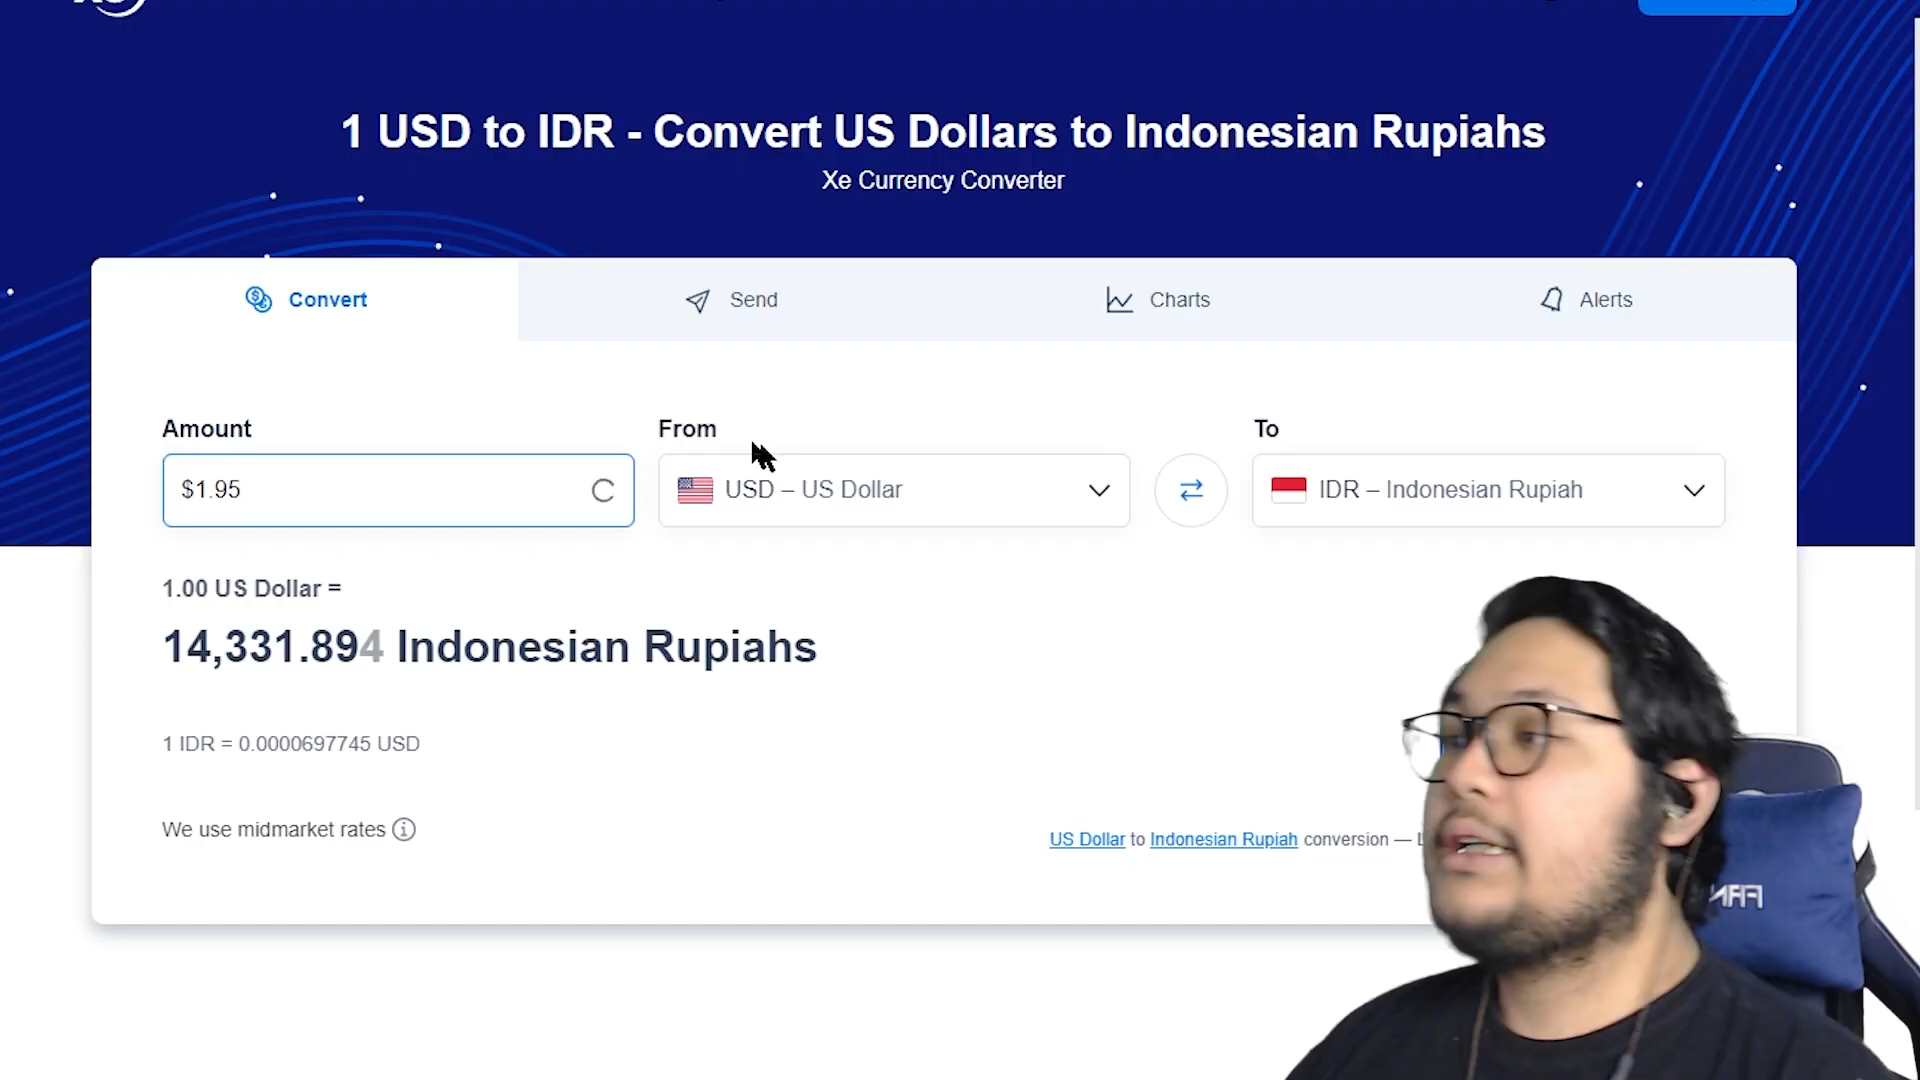 1 USD to IDR - Convert US Dollars to Indonesian Rupiahs
Xe Currency Converter
Convert
Send
Charts
Alerts
Amount
From
To
$1.95
USD – US Dollar
IDR – Indonesian Rupiah
1.00 US Dollar =
14,331.894 Indonesian Rupiahs
1 IDR = 0.0000697745 USD
We use midmarket rates
US Dollar to Indonesian Rupiah conversion —